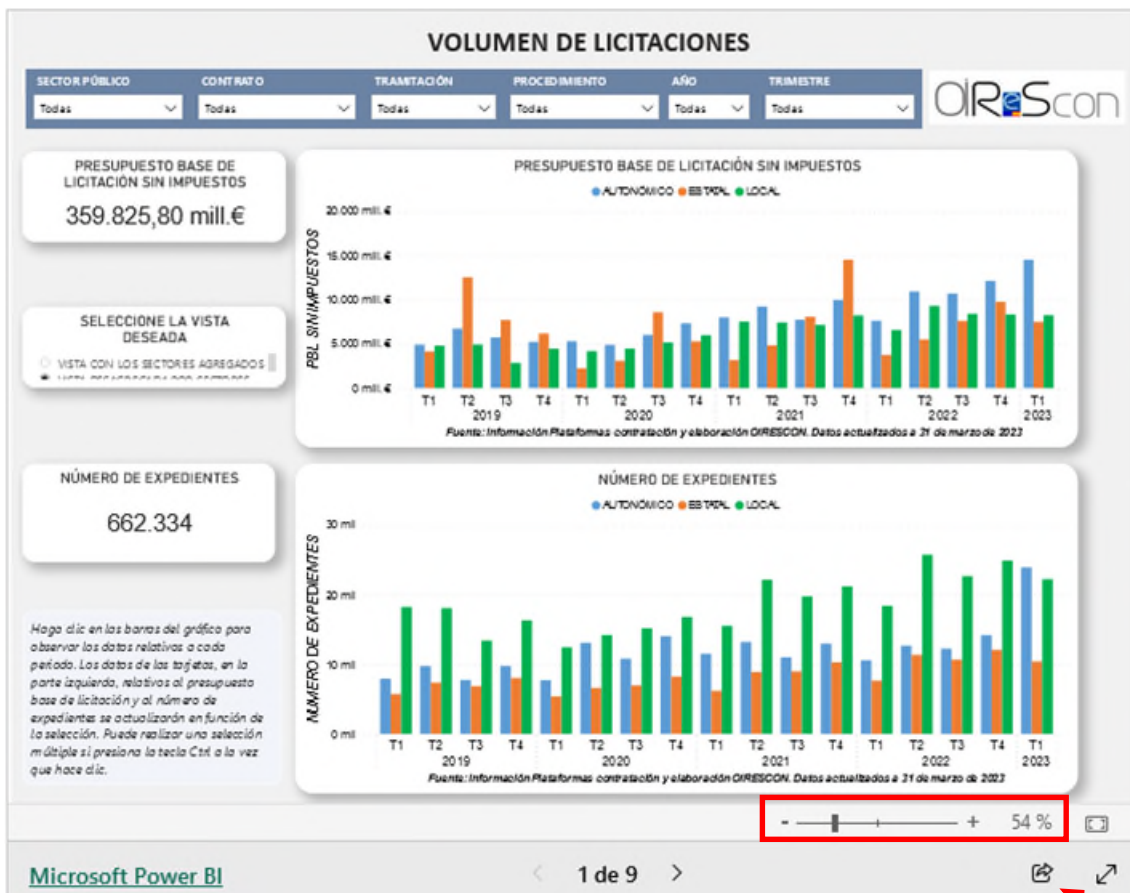 VOLUMEN DE LICITACIONES
SECTOR PÚBLICO CONTRATO TRAMITACIÓN PROCEDIMIENTO AÑO TRIMESTRE
Todas Todas Todas Todas Todas Todas
OIReScon
PRESUPUESTO BASE DE
LICITACIÓN SIN IMPUESTOS
359.825,80 mill.€
PRESUPUESTO BASE DE LICITACIÓN SIN IMPUESTOS
AUTONÓMICO ESTATAL LOCAL
PBL SIN IMPUESTOS
20.000 mill. €
15.000 mill. €
10.000 mill. €
5.000 mill. €
0 mill. €
T1 T2 T3 T4 T1 T2 T3 T4 T1 T2 T3 T4 T1 T2 T3 T4 T1
2019 2020 2021 2022 2023
Fuente: Información Plataformas contratación y elaboración OIRESCON. Datos actualizados a 31 de marzo de 2023
SELECCIONE LA VISTA
DESEADA
VISTA CON LOS SECTORES AGREGADOS
NÚMERO DE EXPEDIENTES
662.334
NÚMERO DE EXPEDIENTES
AUTONÓMICO ESTATAL LOCAL
NÚMERO DE EXPEDIENTES
30 mil
20 mil
10 mil
0 mil
T1 T2 T3 T4 T1 T2 T3 T4 T1 T2 T3 T4 T1 T2 T3 T4 T1
2019 2020 2021 2022 2023
Fuente: Información Plataformas contratación y elaboración OIRESCON. Datos actualizados a 31 de marzo de 2023
Haga clic en las barras del gráfico para
observar los datos relativos a cada
periodo. Los datos de las tarjetas, en la
parte izquierda, relativos al presupuesto
base de licitación y al número de
expedientes se actualizarán en función de
la selección. Puede realizar una selección
múltiple si presiona la tecla Ctrl a la vez
que hace clic.
- + 54 %
Microsoft Power BI
1 de 9